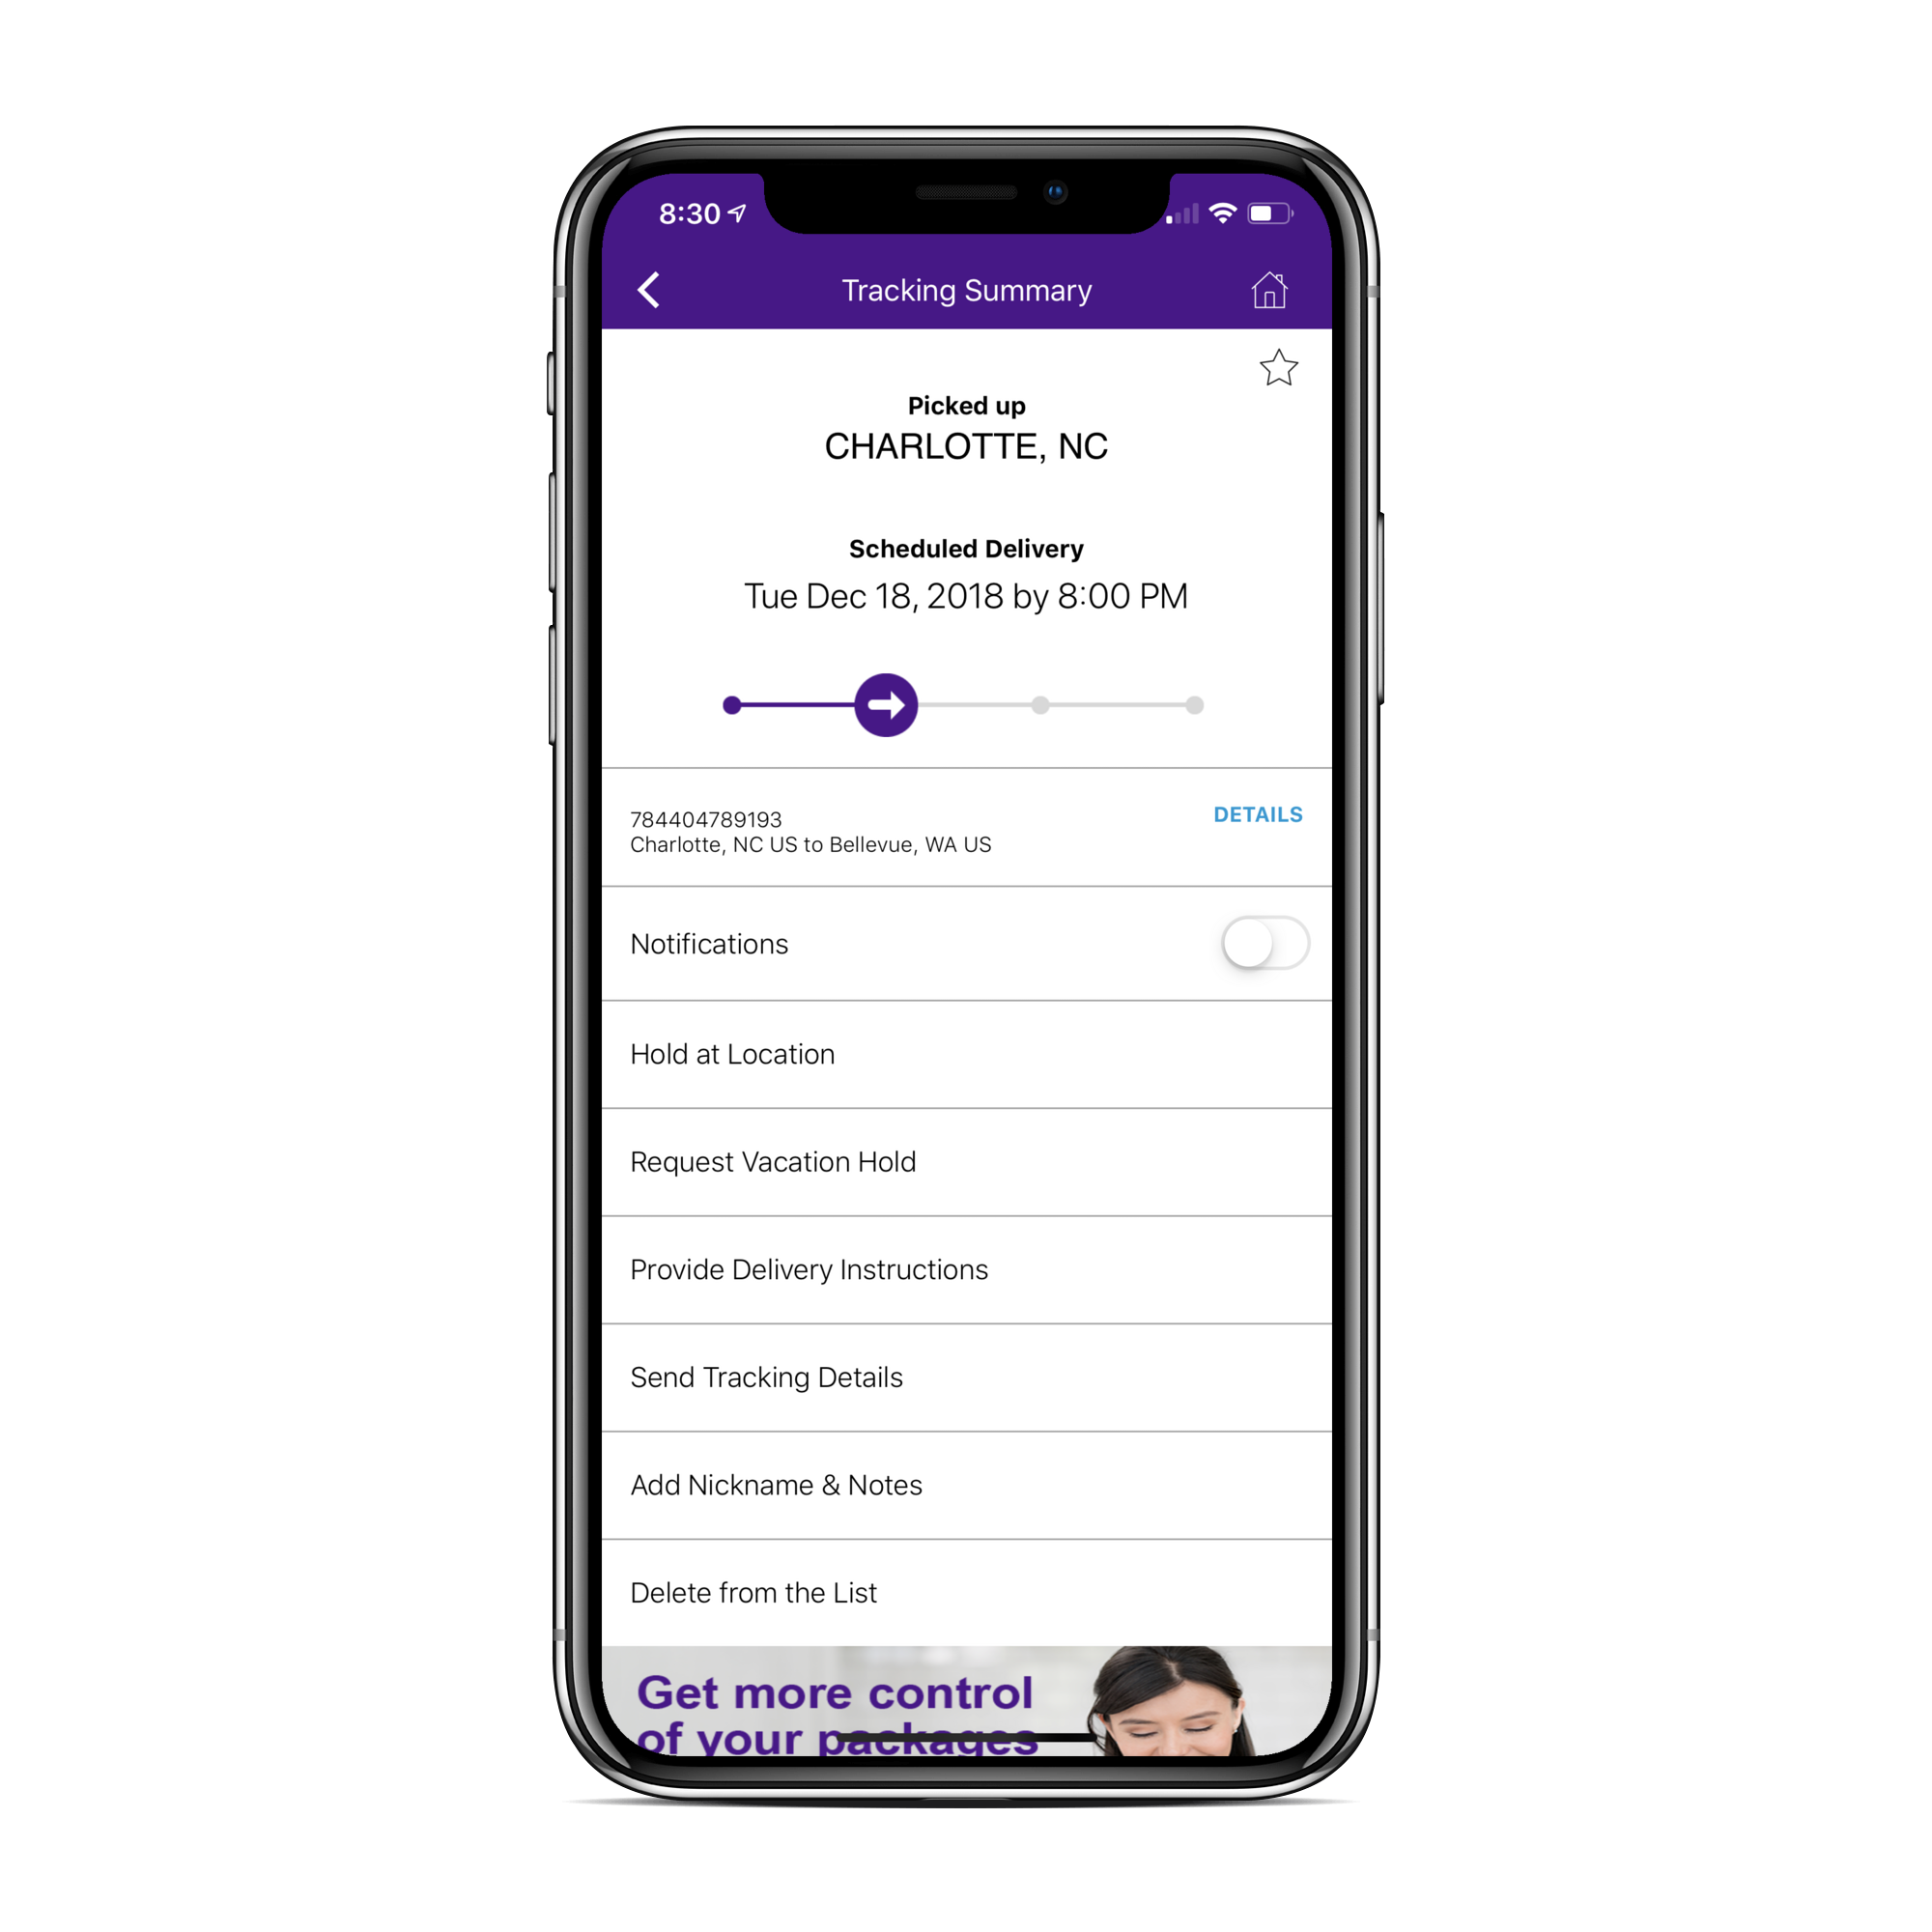 8:30
Tracking Summary
Picked up
CHARLOTTE, NC
Scheduled Delivery
Tue Dec 18, 2018 by 8:00 PM
784404789193
DETAILS
Charlotte, NC US to Bellevue, WA US
Notifications
Hold at Location
Request Vacation Hold
Provide Delivery Instructions
Send Tracking Details
Add Nickname & Notes
Delete from the List
Get more control
of your packages